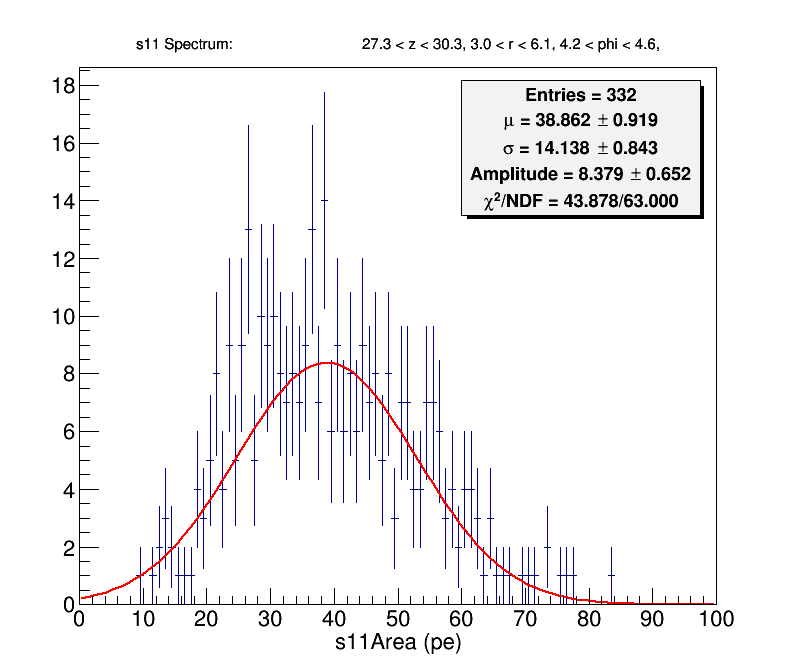 s11 Spectrum: 27.3 < z < 30.3, 3.0 < r < 6.1, 4.2 < phi < 4.6,
Entries = 332
μ = 38.862 ± 0.919
σ = 14.138 ± 0.843
Amplitude = 8.379 ± 0.652
χ²/NDF = 43.878/63.000
18
16
14
12
10
8
6
4
2
0
0 10 20 30 40 50 60 70 80 90 100
s11Area (pe)